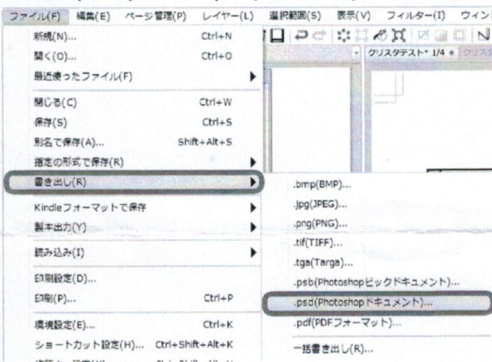 ファイル(F) 編集(E) ページ管理(P) レイヤー(L) 選択範囲(S) 表示(V) フィルター(I) ウィン
新規(N)... Ctrl+N
開く(O)... Ctrl+O
クリスタテスト* 1/4
最近使ったファイル(F)
閉じる(C) Ctrl+W
保存(S) Ctrl+S
別名で保存(A)... Shift+Alt+S
指定の形式で保存(R)
書き出し(R)
.bmp(BMP)...
Kindleフォーマットで保存
.jpg(JPEG)...
製本出力(Y)
.png(PNG)...
.tif(TIFF)...
読み込み(I)
.tga(Targa)...
印刷設定(D)...
.psb(Photoshopビックドキュメント)...
印刷(P)... Ctrl+P
.psd(Photoshopドキュメント)...
環境設定(E)... Ctrl+K
.pdf(PDFフォーマット)...
ショートカット設定(H)... Ctrl+Shift+Alt+K
一括書き出し(R)...